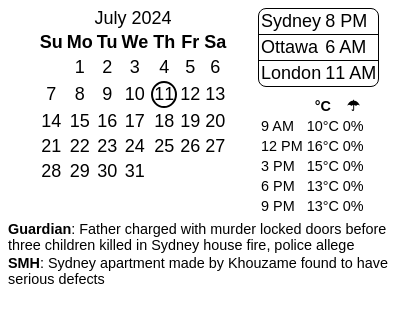 July 2024
Su Mo Tu We Th Fr Sa
1 2 3 4 5 6
7 8 9 10 11 12 13
14 15 16 17 18 19 20
21 22 23 24 25 26 27
28 29 30 31
Sydney 8 PM
Ottawa 6 AM
London 11 AM
°C ☂
9 AM 10°C 0%
12 PM 16°C 0%
3 PM 15°C 0%
6 PM 13°C 0%
9 PM 13°C 0%
Guardian: Father charged with murder locked doors before
three children killed in Sydney house fire, police allege
SMH: Sydney apartment made by Khouzame found to have
serious defects